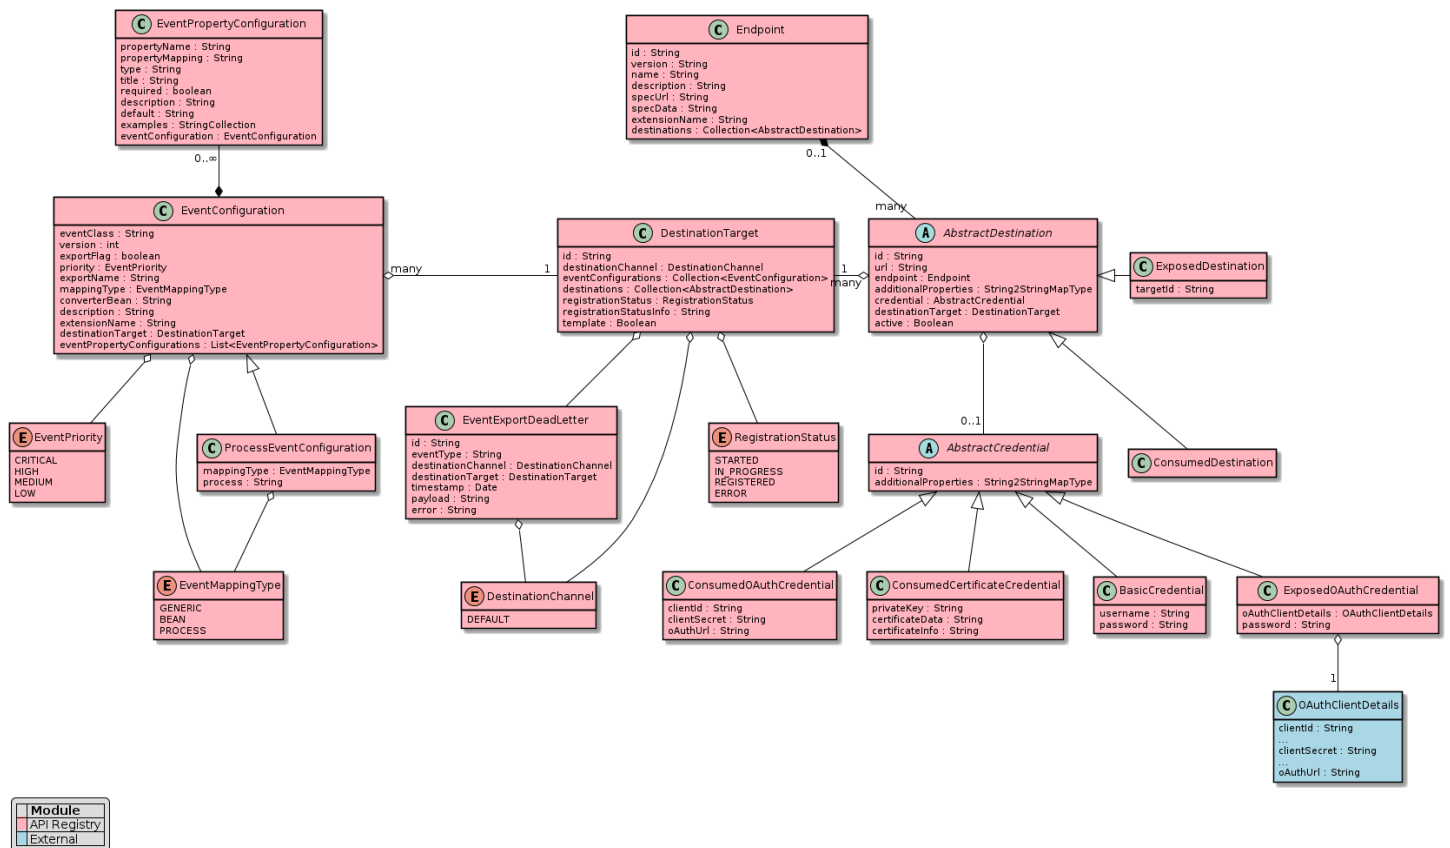 C EventPropertyConfiguration
propertyName : String
propertyMapping : String
type : String
title : String
required : boolean
description : String
default : String
examples : StringCollection
eventConfiguration : EventConfiguration
C Endpoint
id : String
version : String
name : String
description : String
specUrl : String
specData : String
extensionName : String
destinations : Collection<AbstractDestination>
0..∞
0..1
many
C EventConfiguration
eventClass : String
version : int
exportFlag : boolean
priority : EventPriority
exportName : String
mappingType : EventMappingType
converterBean : String
description : String
extensionName : String
destinationTarget : DestinationTarget
eventPropertyConfigurations : List<EventPropertyConfiguration>
many
1
C DestinationTarget
id : String
destinationChannel : DestinationChannel
eventConfigurations : Collection<EventConfiguration>
destinations : Collection<AbstractDestination>
registrationStatus : RegistrationStatus
registrationStatusInfo : String
template : Boolean
1
many
A AbstractDestination
id : String
url : String
endpoint : Endpoint
additionalProperties : String2StringMapType
credential : AbstractCredential
destinationTarget : DestinationTarget
active : Boolean
C ExposedDestination
targetId : String
E EventPriority
CRITICAL
HIGH
MEDIUM
LOW
C ProcessEventConfiguration
mappingType : EventMappingType
process : String
C EventExportDeadLetter
id : String
eventType : String
destinationChannel : DestinationChannel
destinationTarget : DestinationTarget
timestamp : Date
payload : String
error : String
E RegistrationStatus
STARTED
IN_PROGRESS
REGISTERED
ERROR
0..1
A AbstractCredential
id : String
additionalProperties : String2StringMapType
C ConsumedDestination
E EventMappingType
GENERIC
BEAN
PROCESS
E DestinationChannel
DEFAULT
C ConsumedOAuthCredential
clientId : String
clientSecret : String
oAuthUrl : String
C ConsumedCertificateCredential
privateKey : String
certificateData : String
certificateInfo : String
C BasicCredential
username : String
password : String
C ExposedOAuthCredential
oAuthClientDetails : OAuthClientDetails
password : String
1
C OAuthClientDetails
clientId : String
...
clientSecret : String
...
oAuthUrl : String
Module
API Registry
External